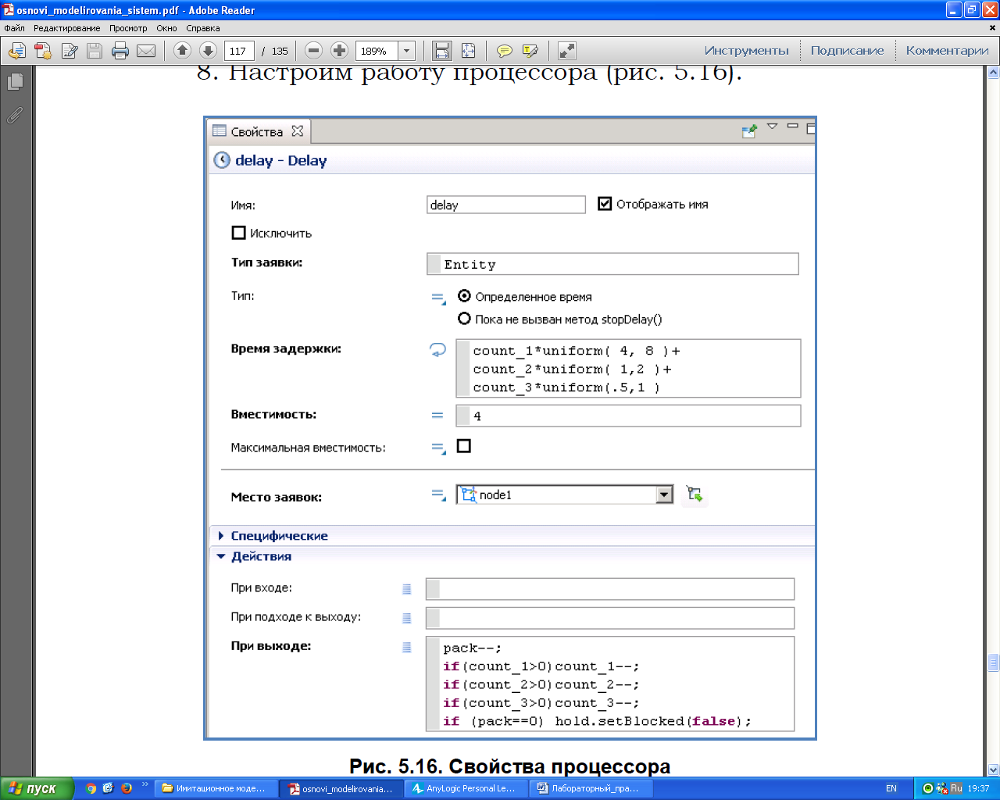 osnovi_modelirovania_sistem.pdf - Adobe Reader
Файл Редактирование Просмотр Окно Справка
117 / 135 189% Инструменты Подписание Комментарии
8. Настроим работу процессора (рис. 5.16).
Свойства
delay - Delay
Имя: delay Отображать имя
Исключить
Тип заявки: Entity
Тип: Определенное время
Пока не вызван метод stopDelay()
Время задержки: count_1*uniform( 4, 8 )+
count_2*uniform( 1,2 )+
count_3*uniform(.5,1 )
Вместимость: 4
Максимальная вместимость:
Место заявок: node1
Специфические
Действия
При входе:
При подходе к выходу:
При выходе: pack--;
if(count_1>0)count_1--;
if(count_2>0)count_2--;
if(count_3>0)count_3--;
if (pack==0) hold.setBlocked(false);
Рис. 5.16. Свойства процессора
пуск » Имитационное моде... osnovi_modelirovania... AnyLogic Personal Le... Лабораторный_пра... EN Ru 19:37